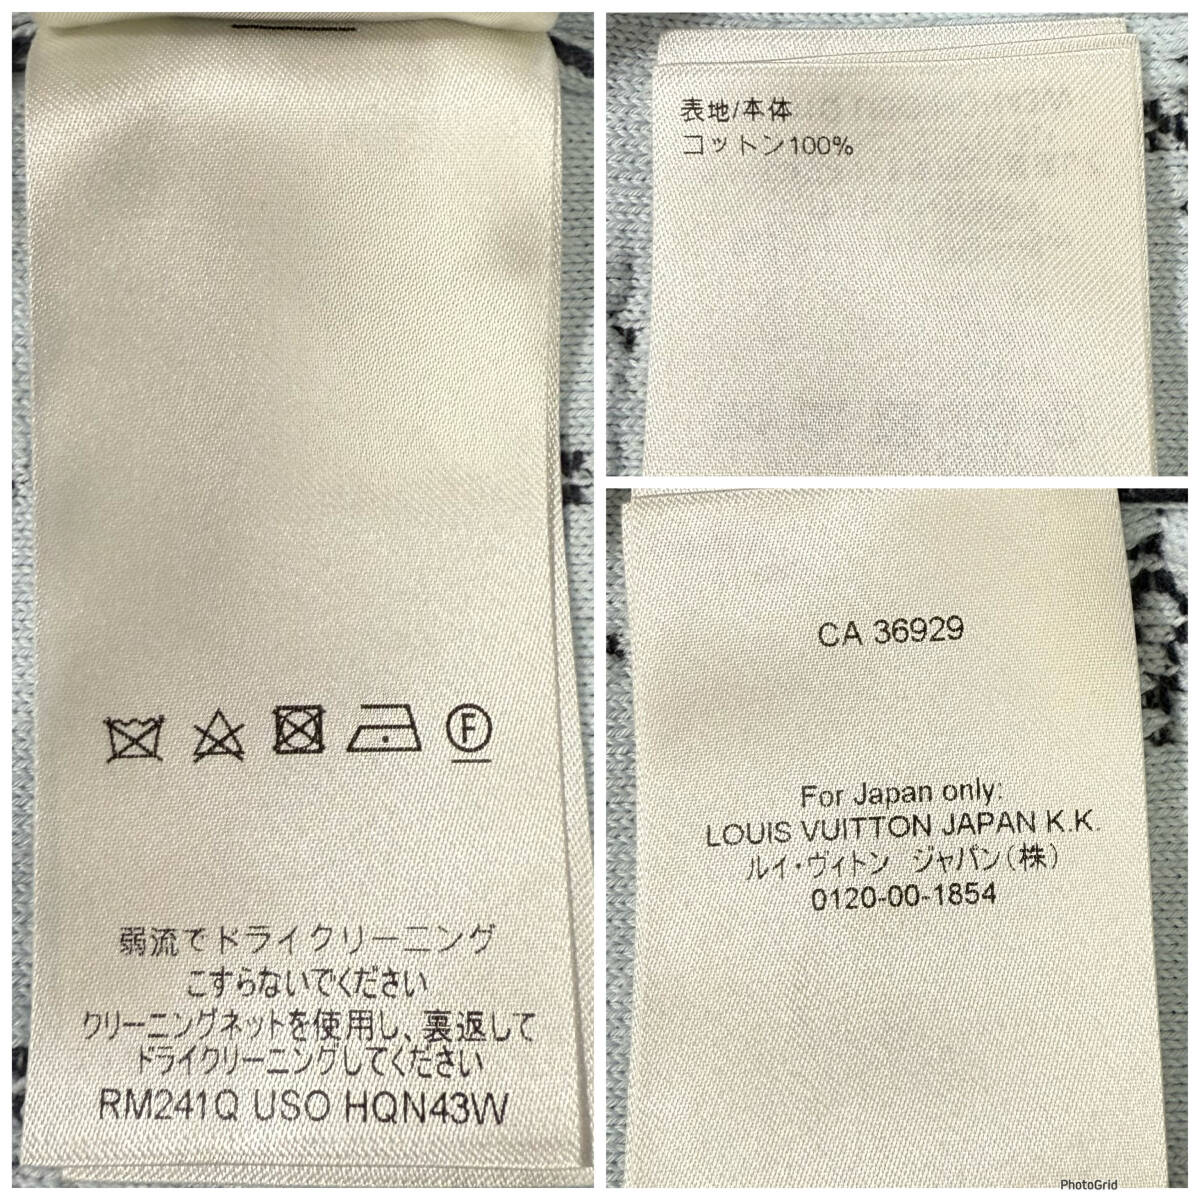 F
弱流でドライクリーニング
こすらないでください
クリーニングネットを使用し、裏返して
ドライクリーニングしてください
RM241Q USO HQN43W
表地/本体
コットン100%
CA 36929
For Japan only:
LOUIS VUITTON JAPAN K.K.
ルイ・ヴィトン ジャパン(株)
0120-00-1854
PhotoGrid